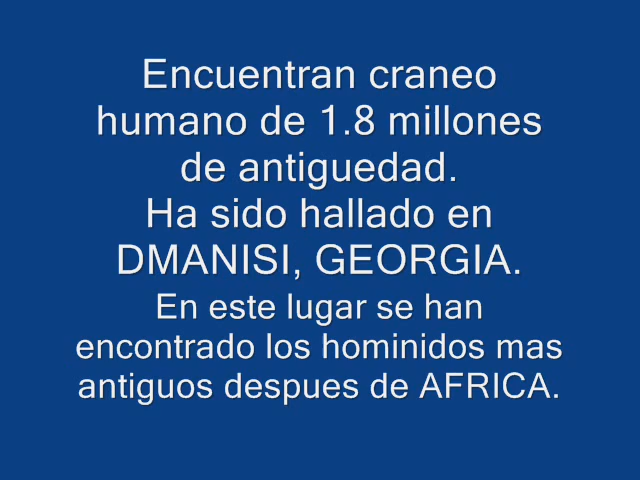 Encuentran craneo
humano de 1.8 millones
de antiguedad.
Ha sido hallado en
DMANISI, GEORGIA.
En este lugar se han
encontrado los hominidos mas
antiguos despues de AFRICA.